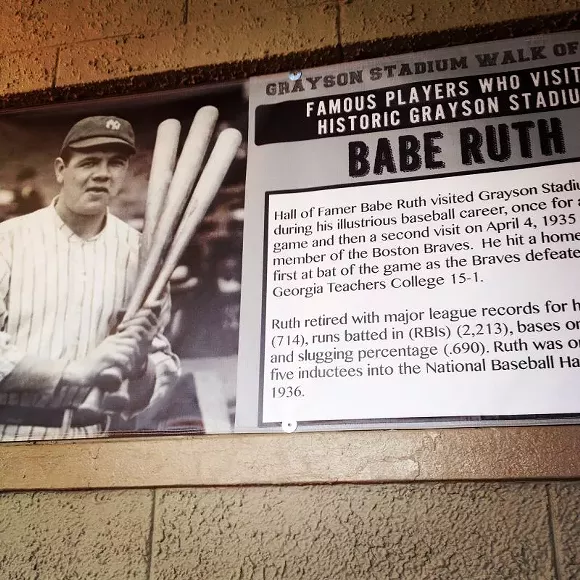 GRAYSON STADIUM WALK OF
FAMOUS PLAYERS WHO VISIT
HISTORIC GRAYSON STADIU
BABE RUTH
Hall of Famer Babe Ruth visited Grayson Stadiu
during his illustrious baseball career, once for a
game and then a second visit on April 4, 1935
member of the Boston Braves. He hit a home
first at bat of the game as the Braves defeate
Georgia Teachers College 15-1.
Ruth retired with major league records for h
(714), runs batted in (RBIs) (2,213), bases on
and slugging percentage (.690). Ruth was on
five inductees into the National Baseball Ha
1936.
NY